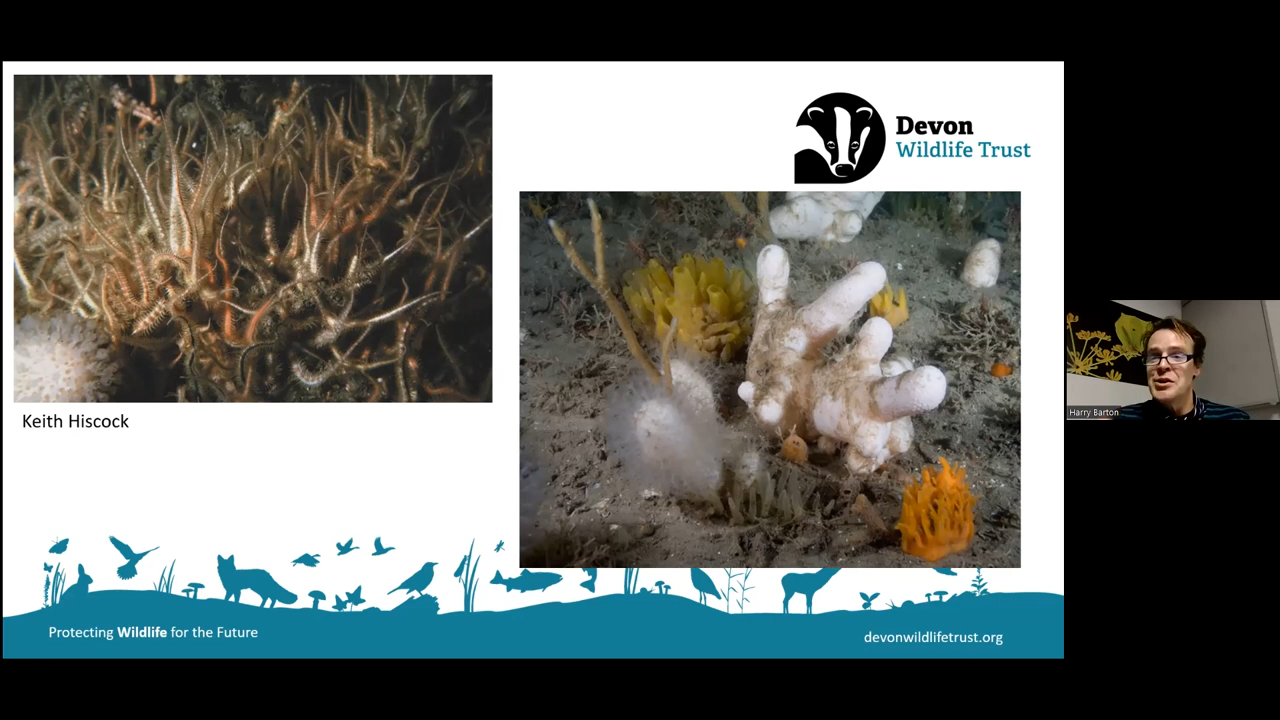 Devon
Wildlife Trust
Keith Hiscock
Harry Barton
Protecting Wildlife for the Future
devonwildlifetrust.org